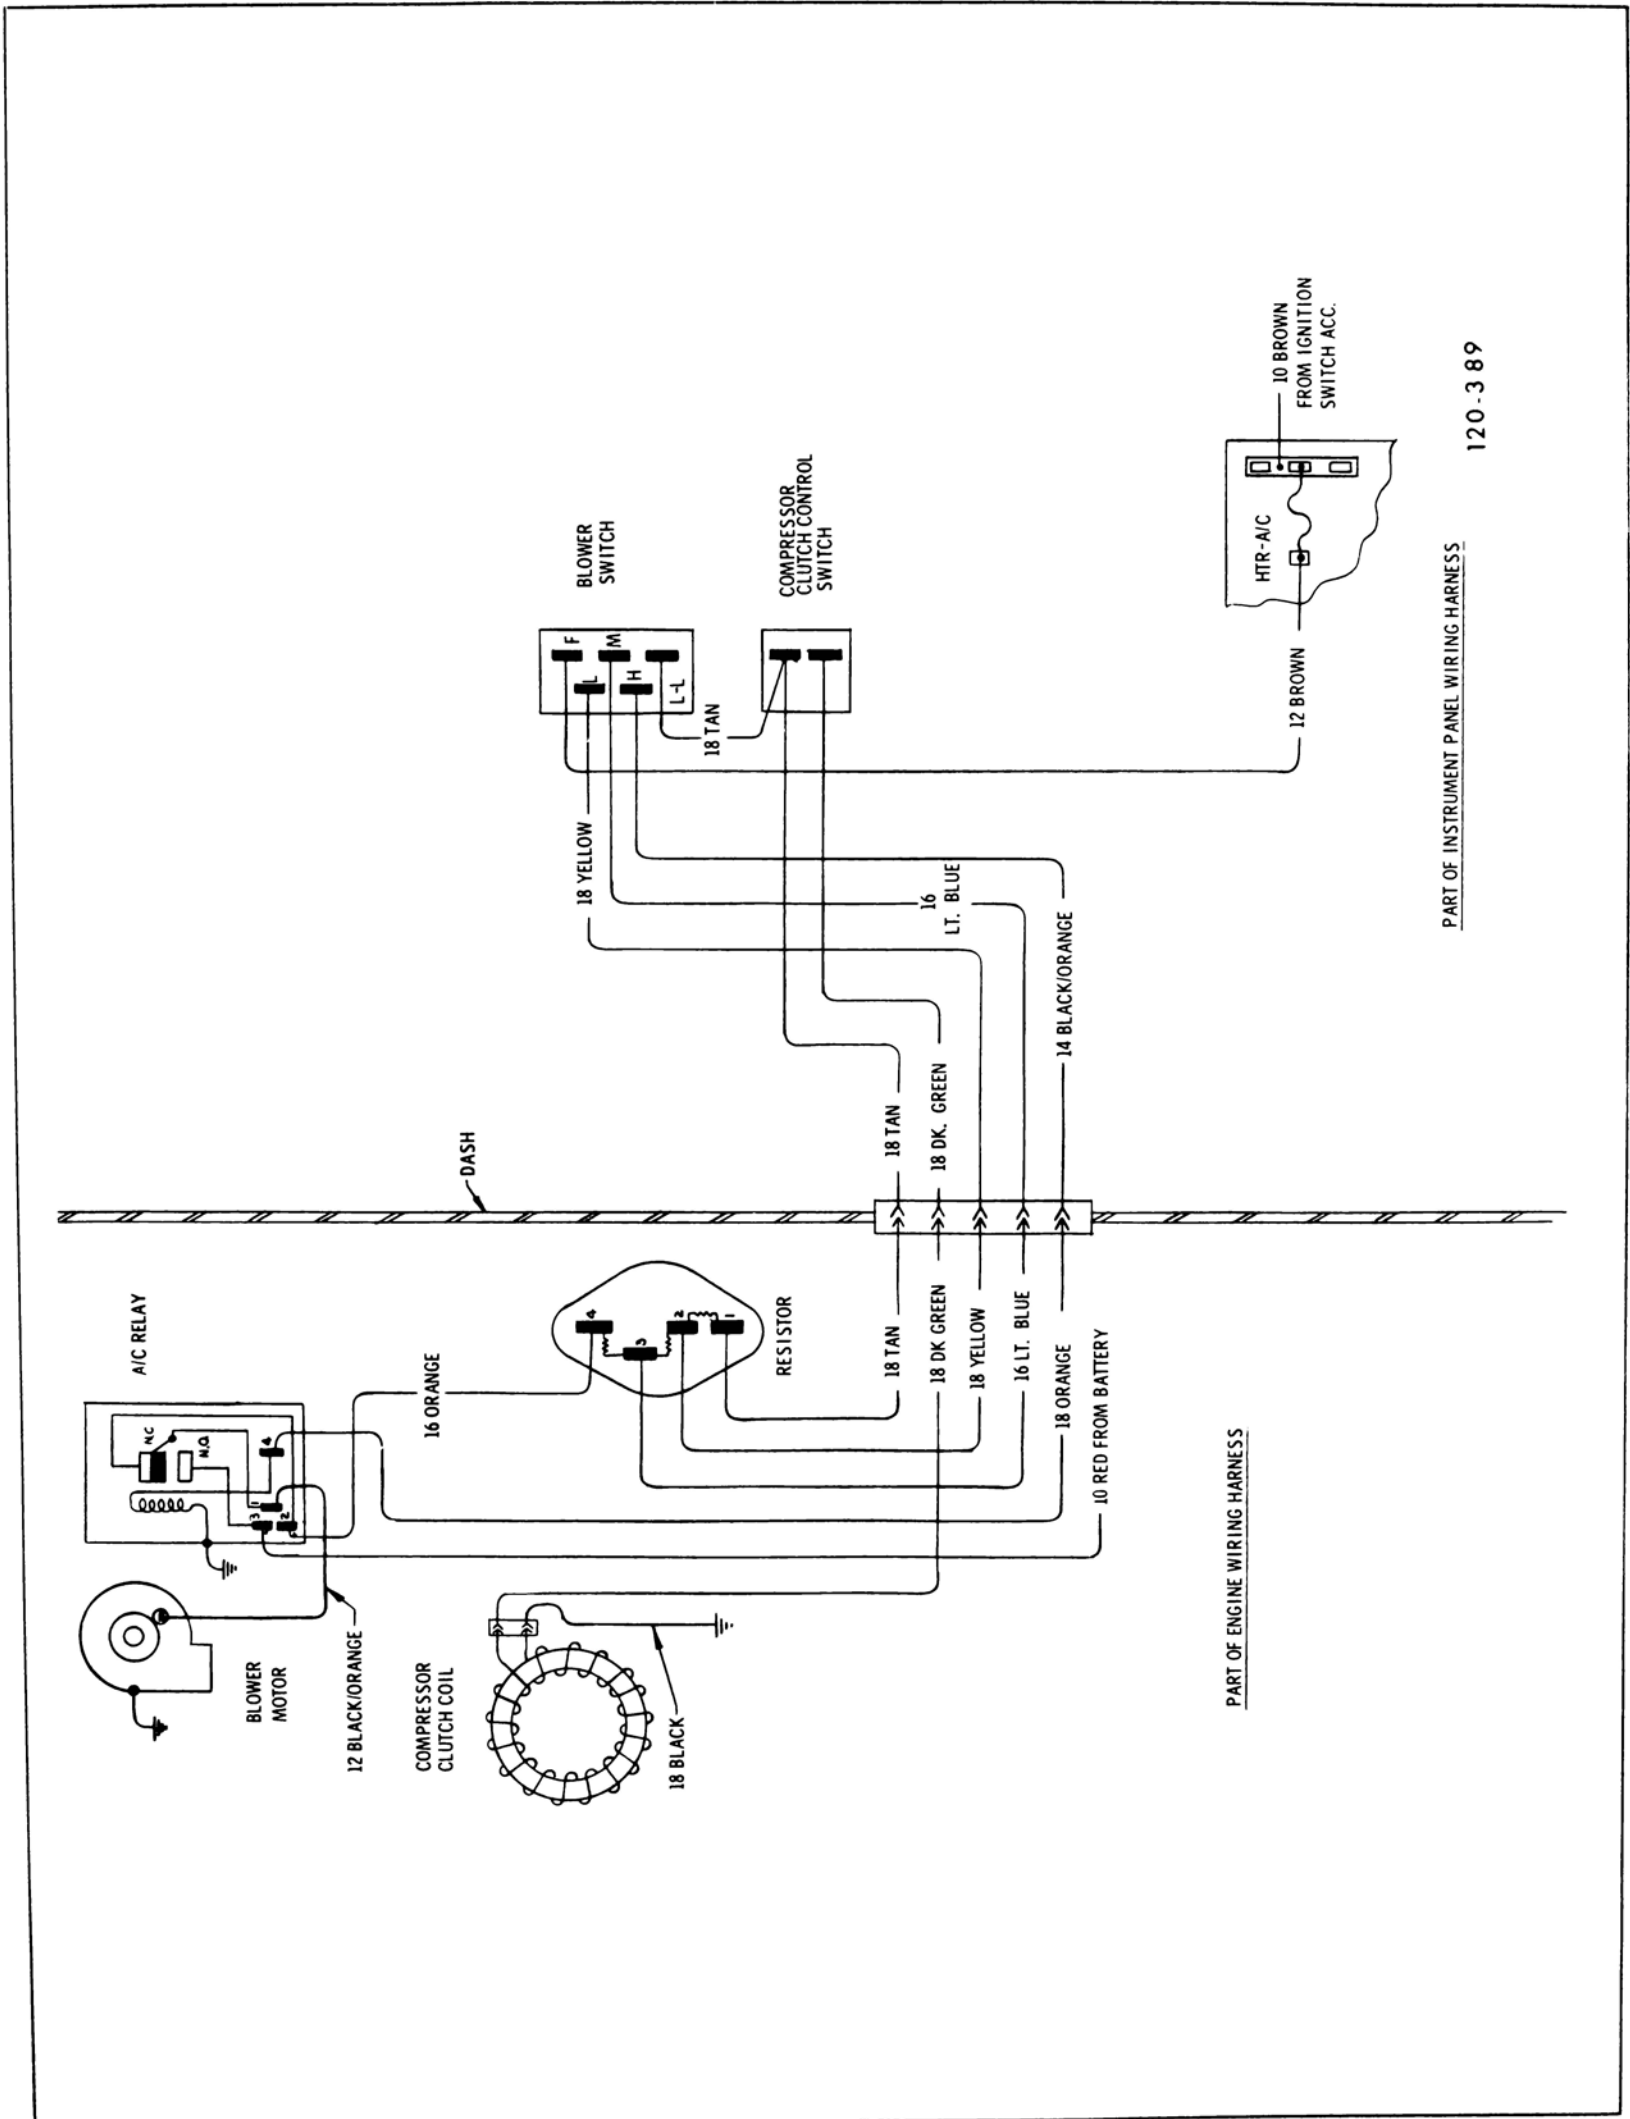 BLOWER
MOTOR
12 BLACK/ORANGE
COMPRESSOR
CLUTCH COIL
18 BLACK
PART OF ENGINE WIRING HARNESS
A/C RELAY
N.C
N.O.
1
2
3
4
16 ORANGE
4
3
2
1
RESISTOR
18 TAN
18 DK GREEN
18 YELLOW
16 LT. BLUE
18 ORANGE
10 RED FROM BATTERY
DASH
18 TAN
18 DK. GREEN
18 YELLOW
16
LT. BLUE
14 BLACK/ORANGE
BLOWER
SWITCH
F
L
M
H
L-L
18 TAN
COMPRESSOR
CLUTCH CONTROL
SWITCH
12 BROWN
HTR-A/C
10 BROWN
FROM IGNITION
SWITCH ACC.
PART OF INSTRUMENT PANEL WIRING HARNESS
120-389